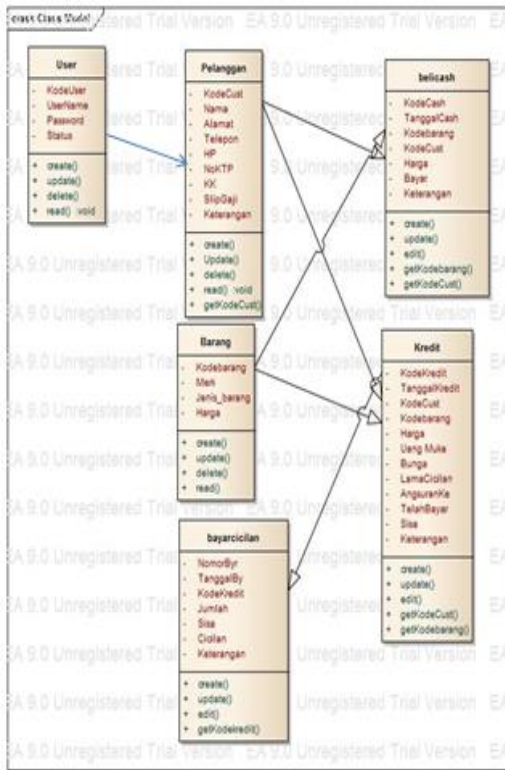 class Class Model
EA 9.0 Unregistered Trial Version
User
- KodeUser
- UserName
- Password
- Status
+ create()
+ update()
+ delete()
+ read() :void
Pelanggan
- KodeCust
- Nama
- Alamat
- Telepon
- HP
- NoKTP
- KK
- SlipGaji
- Keterangan
+ create()
+ Update()
+ delete()
+ read() :void
+ getKodeCust()
belicash
- KodeCash
- TanggalCash
- Kodebarang
- KodeCust
- Harga
- Bayar
- Keterangan
+ create()
+ update()
+ edit()
+ getKodebarang()
+ getKodeCust()
Barang
- Kodebarang
- Merk
- Jenis_barang
- Harga
+ create()
+ update()
+ delete()
+ read()
Kredit
- KodeKredit
- TanggalKredit
- KodeCust
- Kodebarang
- Harga
- Uang Muka
- Bunga
- LamaCicilan
- AngsuranKe
- TelahBayar
- Sisa
- Keterangan
+ create()
+ update()
+ edit()
+ getKodeCust()
+ getKodebarang()
bayarcicilan
- NomorByr
- TanggalBy
- KodeKredit
- Jumlah
- Sisa
- Cicilan
- Keterangan
+ create()
+ update()
+ edit()
+ getKodekredit()